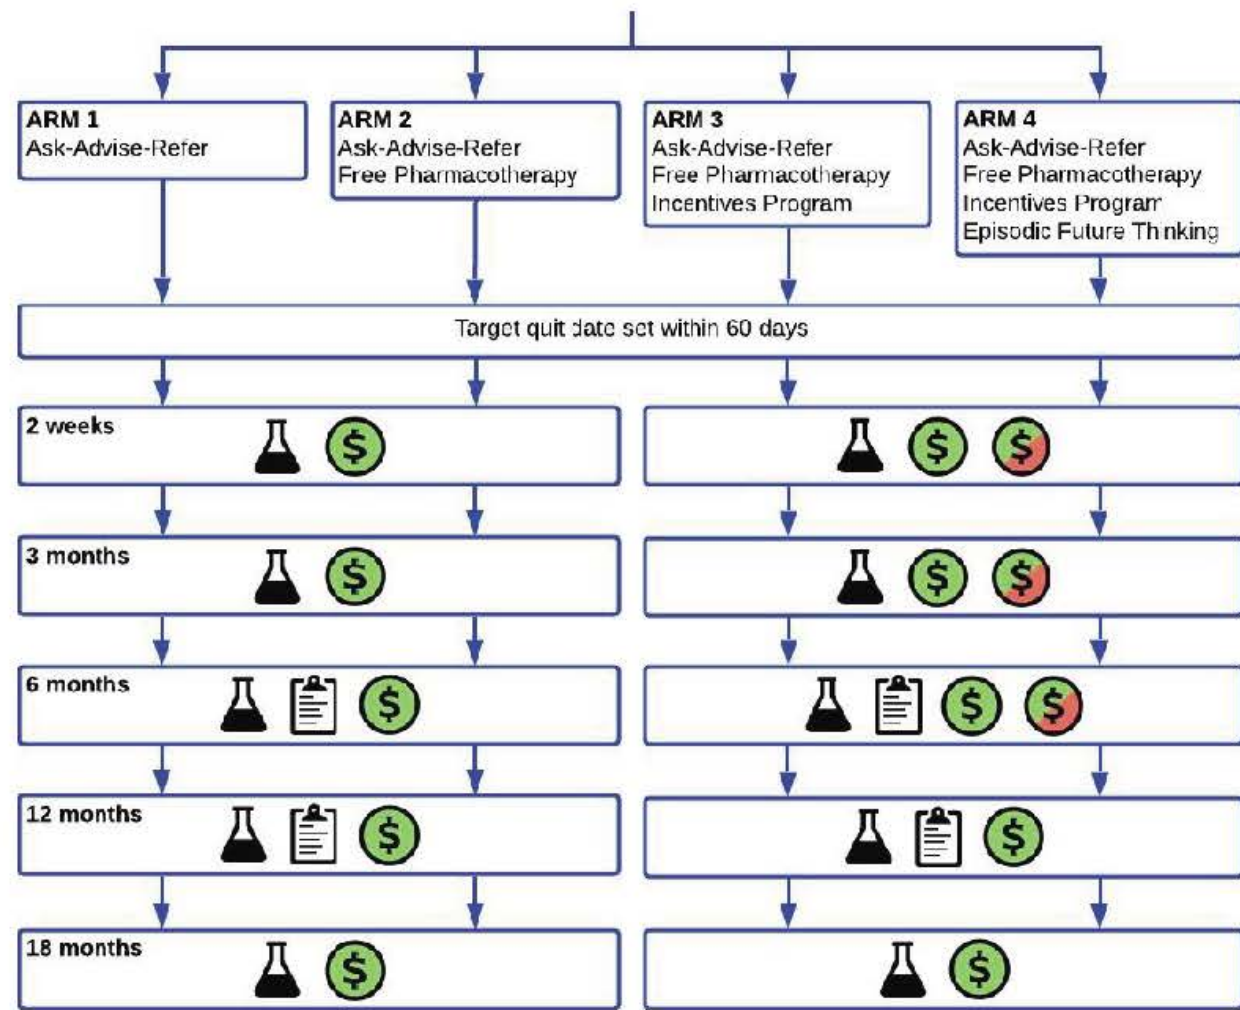 ARM 1
Ask-Advise-Refer
ARM 2
Ask-Advise-Refer
Free Pharmacotherapy
ARM 3
Ask-Advise-Refer
Free Pharmacotherapy
Incentives Program
ARM 4
Ask-Advise-Refer
Free Pharmacotherapy
Incentives Program
Episodic Future Thinking
Target quit date set within 60 days
2 weeks
$
$
$
3 months
$
$
$
6 months
$
$
$
12 months
$
$
18 months
$
$